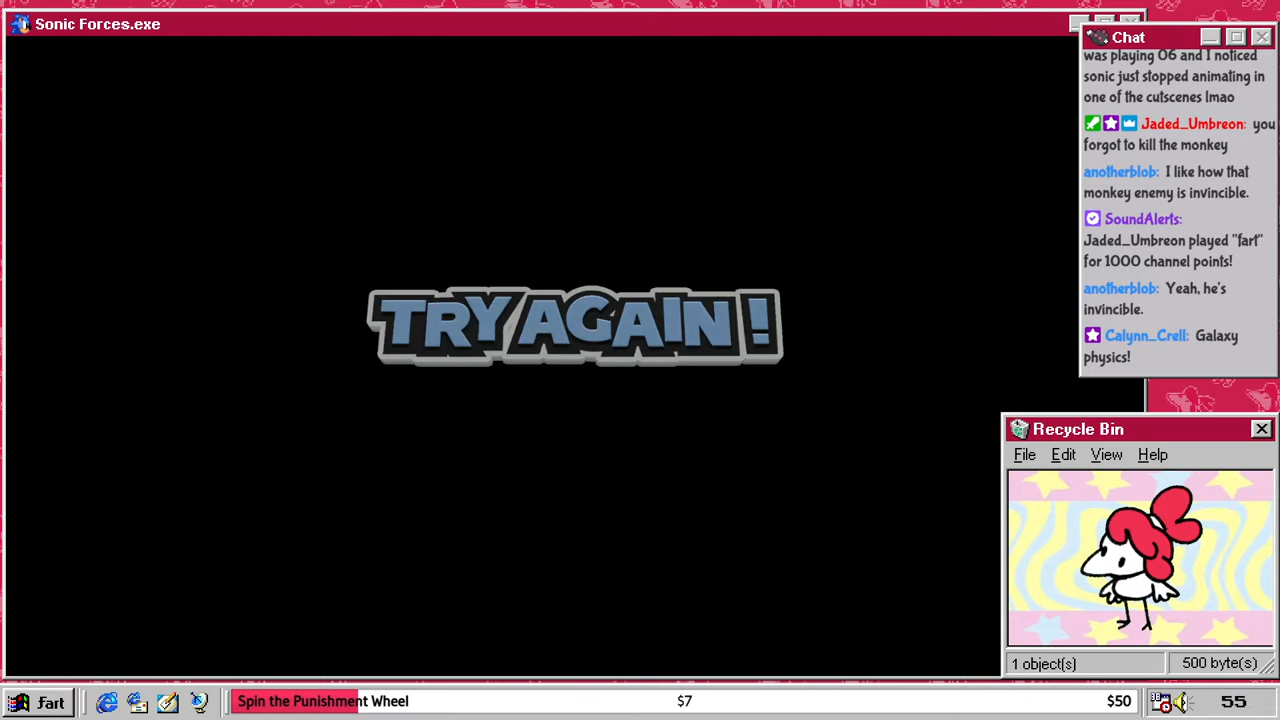 Sonic Forces.exe
Chat
was playing 06 and I noticed
sonic just stopped animating in
one of the cutscenes lmao
Jaded_Umbreon: you
forgot to kill the monkey
anotherblob: I like how that
monkey enemy is invincible.
SoundAlerts:
Jaded_Umbreon played "fart"
for 1000 channel points!
anotherblob: Yeah, he's
invincible.
Calynn_Crell: Galaxy
physics!
TRY AGAIN!
Recycle Bin
File Edit View Help
1 object(s) 500 byte(s)
fart Spin the Punishment Wheel $7 $50 55